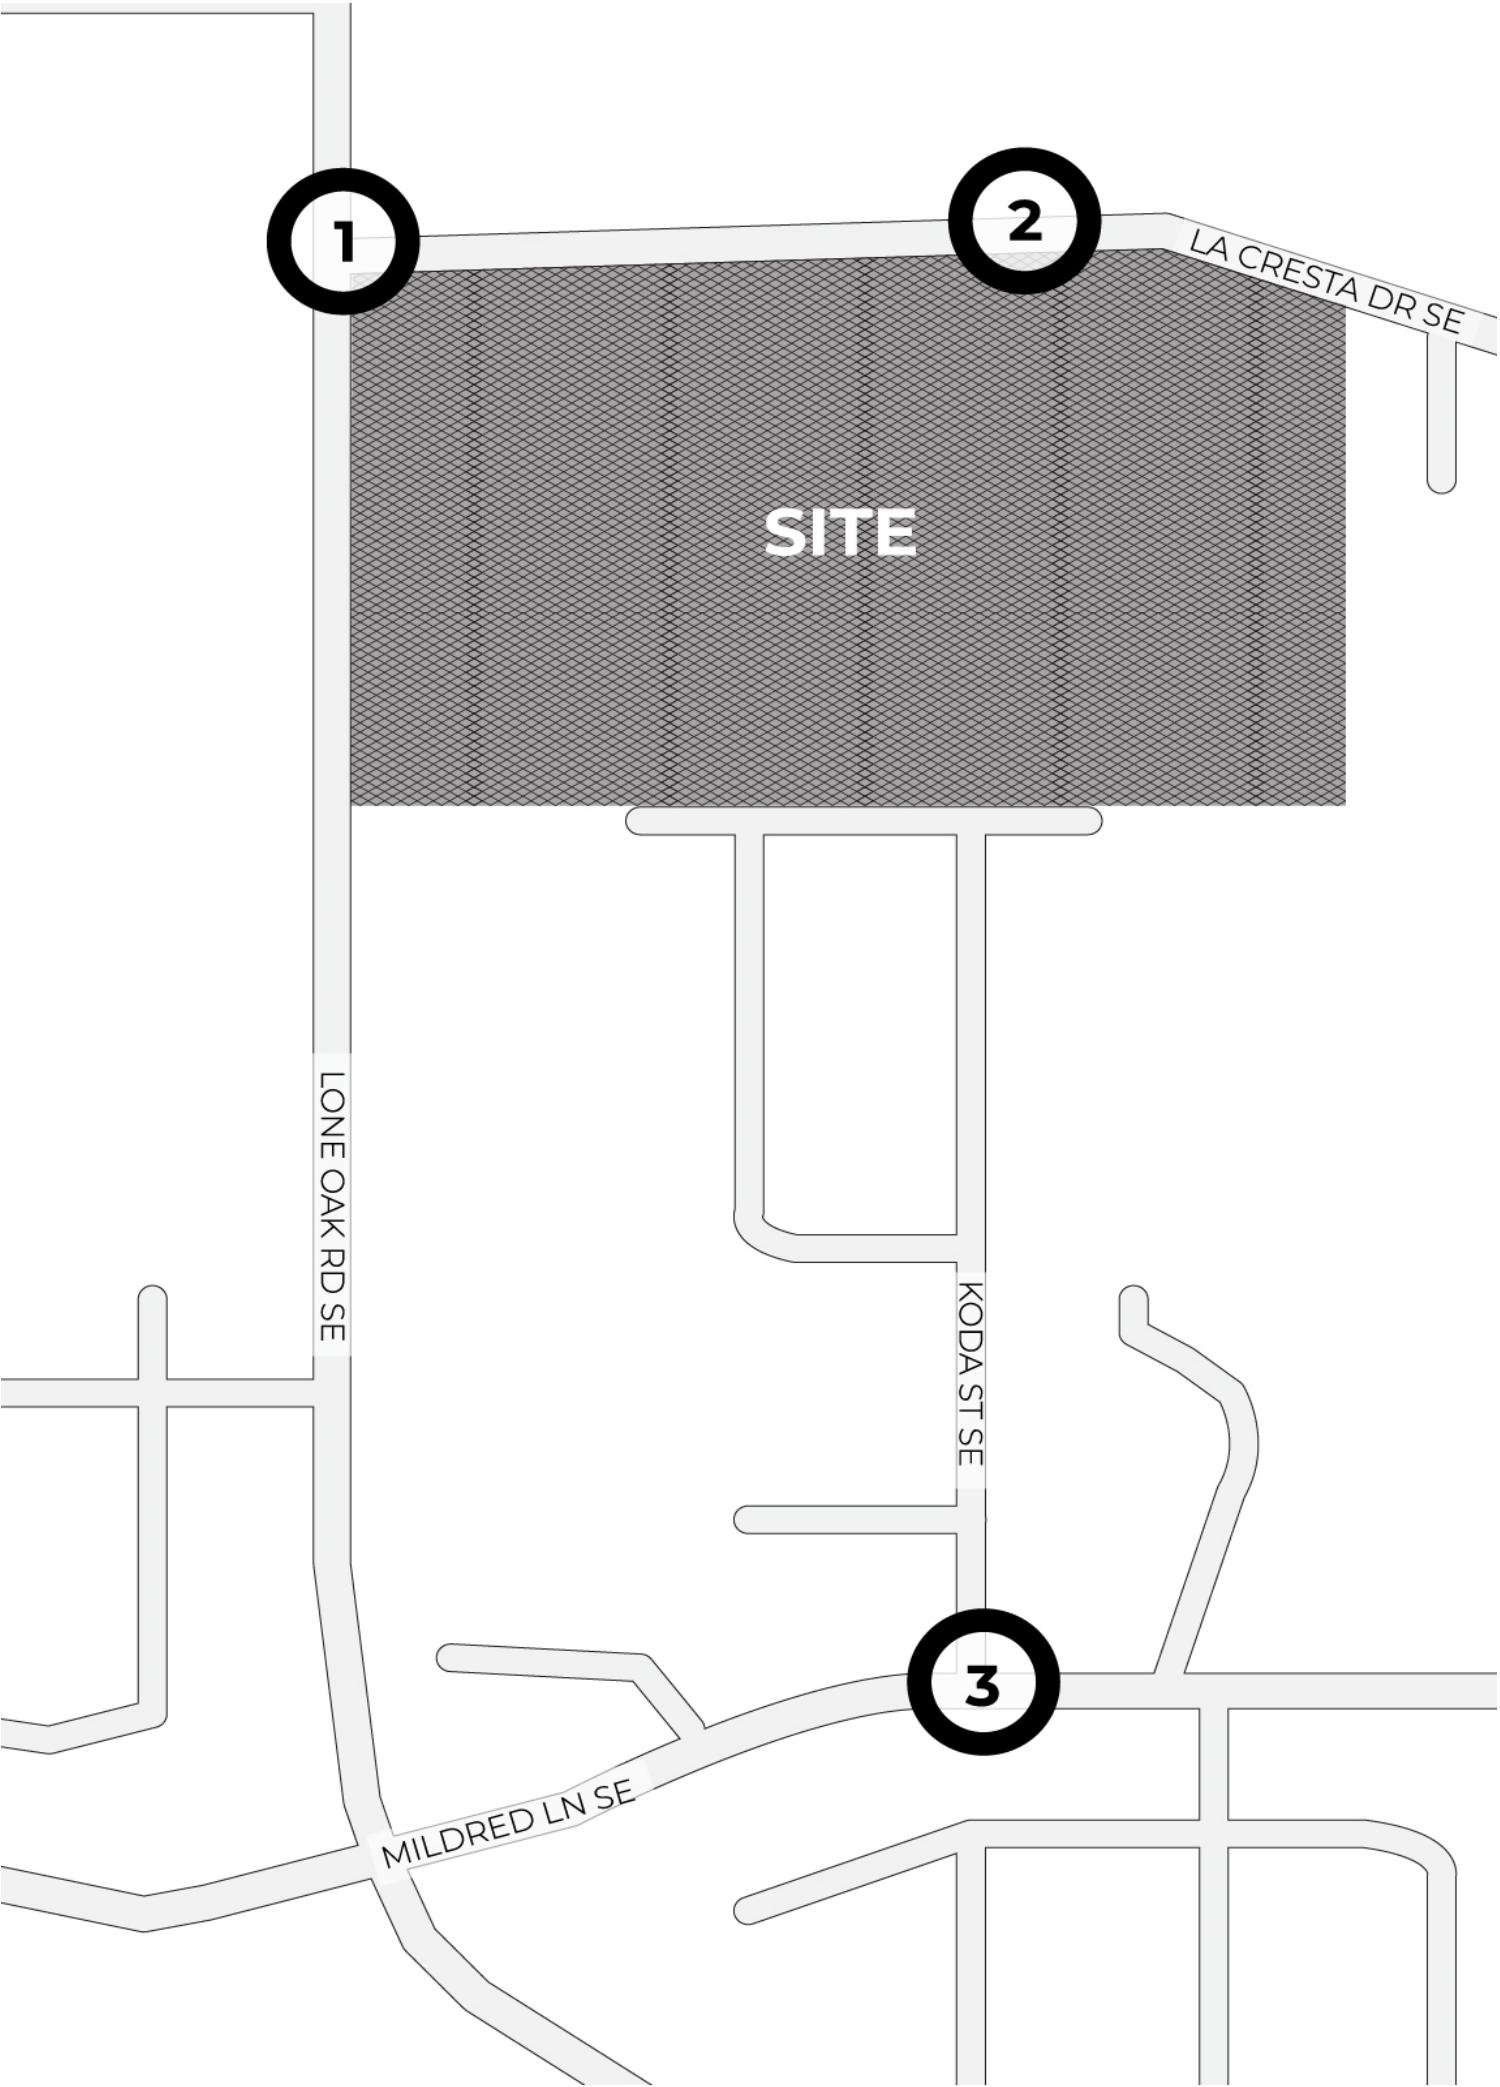 1
2
LA CRESTA DR SE
SITE
LONE OAK RD SE
KODA ST SE
3
MILDRED LN SE